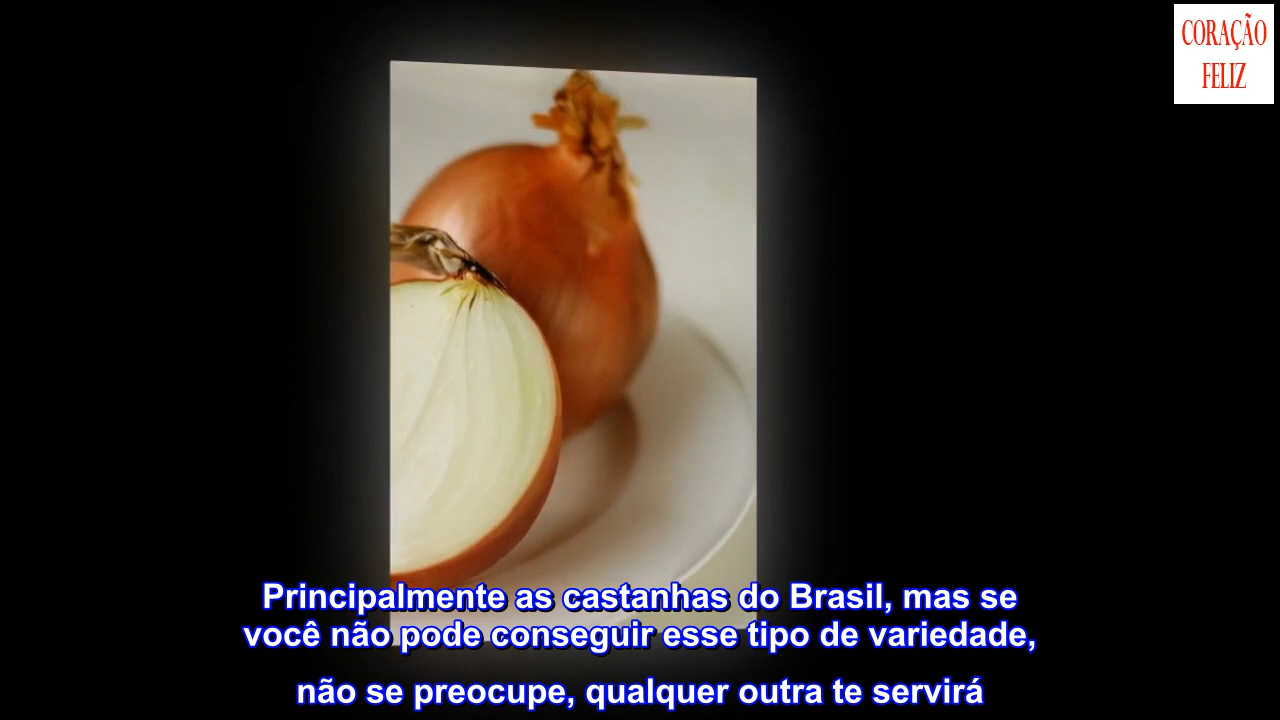 CORAÇÃO
FELIZ
Principalmente as castanhas do Brasil, mas se
você não pode conseguir esse tipo de variedade,
não se preocupe, qualquer outra te servirá